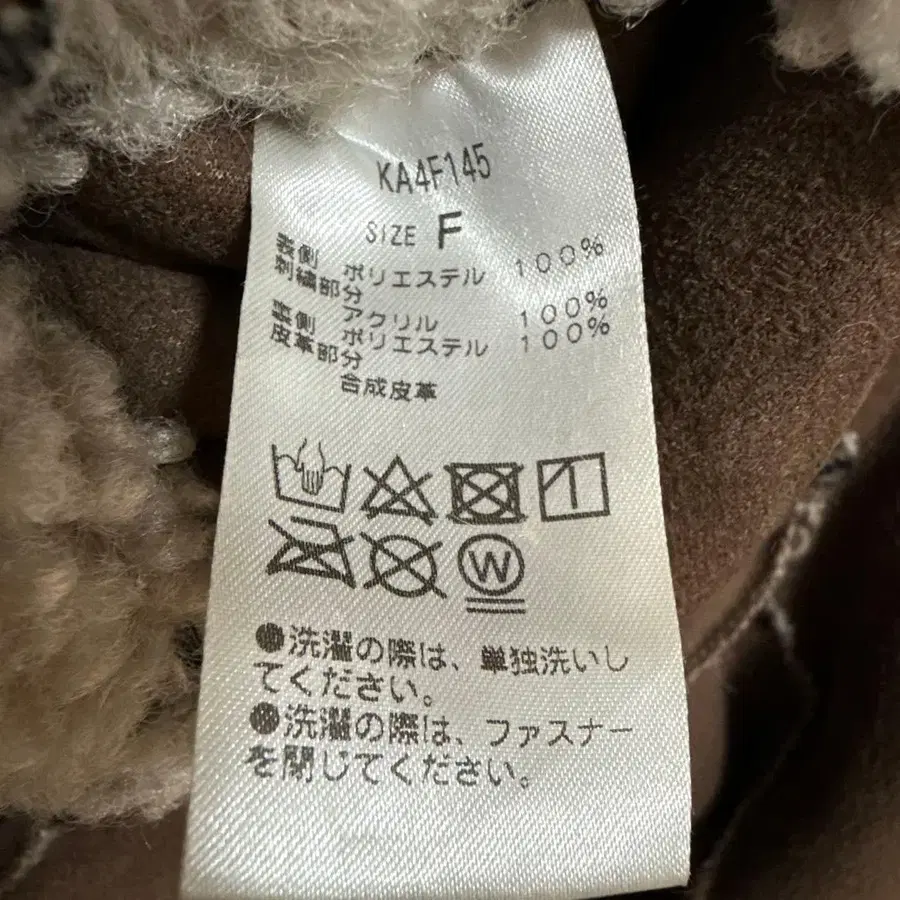 KA4F145
SIZE F
表側 ポリエステル 100%
刺繍部分
アクリル 100%
裏側 ポリエステル 100%
皮革部分
合成皮革
W
●洗濯の際は、単独洗いし
てください。
●洗濯の際は、ファスナー
を閉じてください。